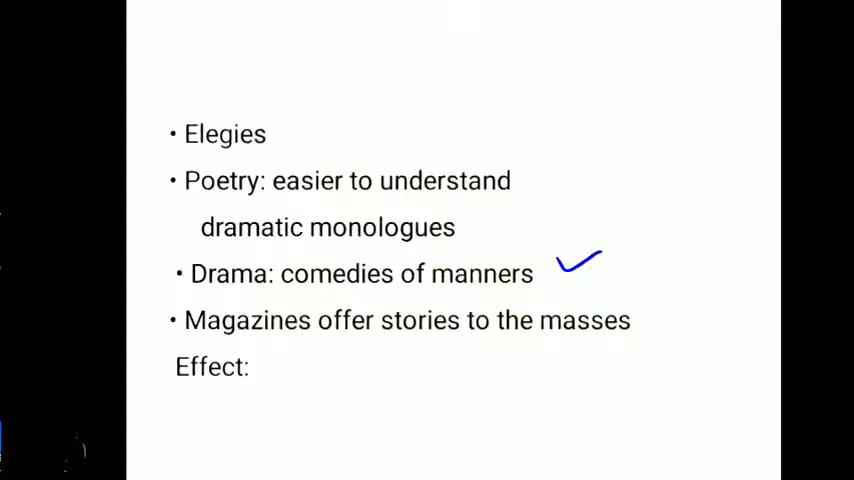 • Elegies
• Poetry: easier to understand
dramatic monologues
• Drama: comedies of manners
• Magazines offer stories to the masses
Effect: